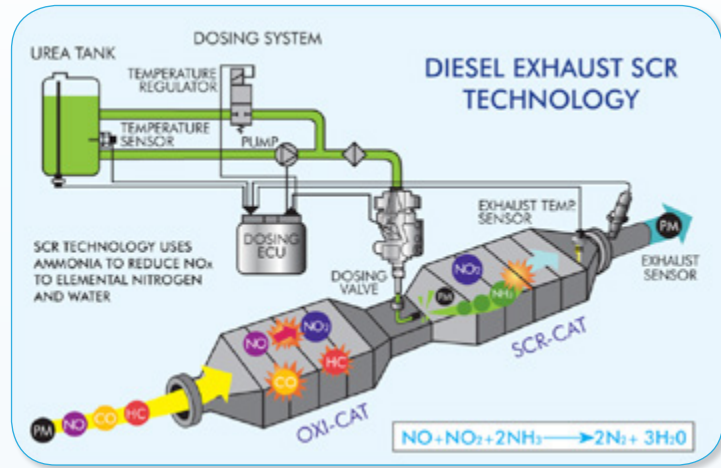 DOSING SYSTEM
UREA TANK
DIESEL EXHAUST SCR
TECHNOLOGY
TEMPERATURE
REGULATOR
TEMPERATURE
SENSOR
PUMP
EXHAUST TEMP.
SENSOR
DOSING
ECU
SCR TECHNOLOGY USES
AMMONIA TO REDUCE NOx
TO ELEMENTAL NITROGEN
AND WATER
DOSING
VALVE
PM
EXHAUST
SENSOR
NO₂
PM
NH₃
SCR-CAT
NO
NO₂
HC
CO
OXI-CAT
PM
NO
CO
HC
NO+NO₂+2NH₃→2N₂+ 3H₂0